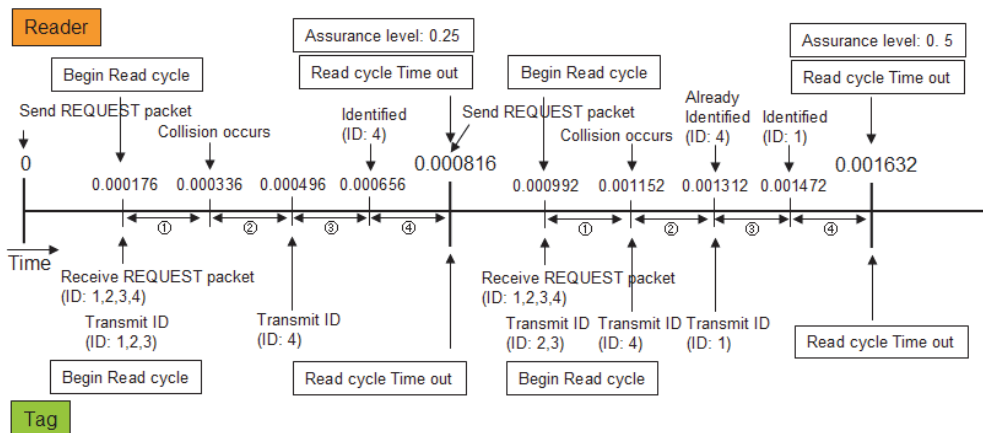 Reader
Assurance level: 0.25
Assurance level: 0. 5
Begin Read cycle
Read cycle Time out
Begin Read cycle
Read cycle Time out
Send REQUEST packet
Collision occurs
Identified
(ID: 4)
Send REQUEST packet
Collision occurs
Already
Identified
(ID: 4)
Identified
(ID: 1)
0
0.000176
0.000336
0.000496
0.000656
0.000816
0.000992
0.001152
0.001312
0.001472
0.001632
① ② ③ ④ ① ② ③ ④
Time
Receive REQUEST packet
(ID: 1,2,3,4)
Transmit ID
(ID: 1,2,3)
Begin Read cycle
Transmit ID
(ID: 4)
Read cycle Time out
Receive REQUEST packet
(ID: 1,2,3,4)
Transmit ID
(ID: 2,3)
Transmit ID
(ID: 4)
Transmit ID
(ID: 1)
Begin Read cycle
Read cycle Time out
Tag